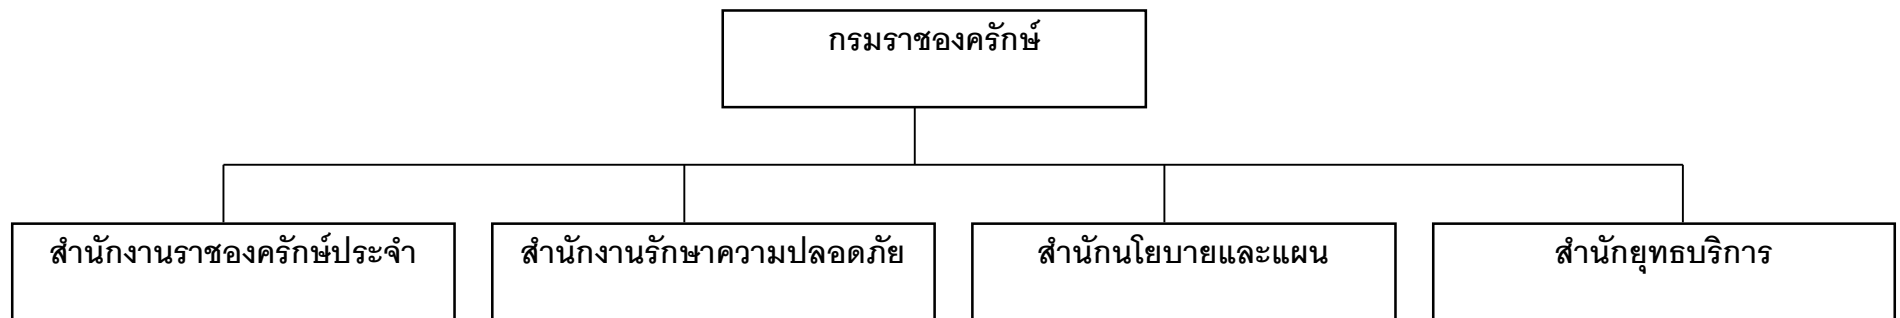 กรมราชองครักษ์
สำนักงานราชองครักษ์ประจำ
สำนักงานรักษาความปลอดภัย
สำนักนโยบายและแผน
สำนักยุทธบริการ